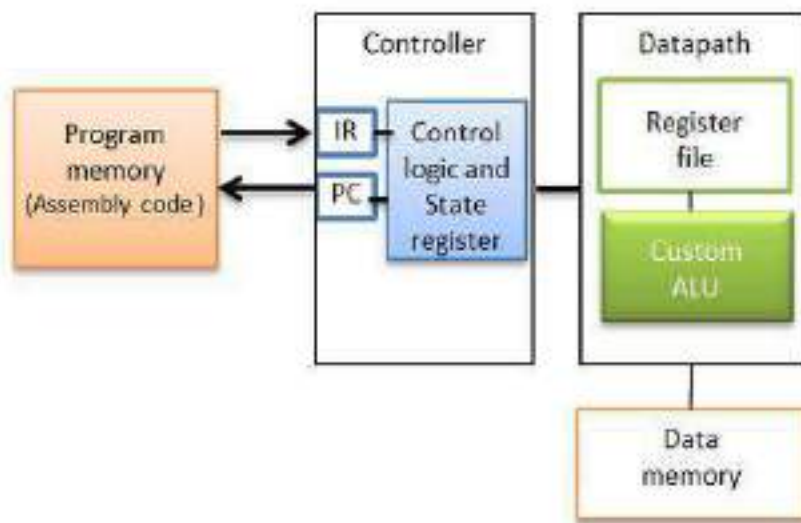 Controller
Datapath
Program
memory
(Assembly code )
IR
PC
Control
logic and
State
register
Register
file
Custom
ALU
Data
memory